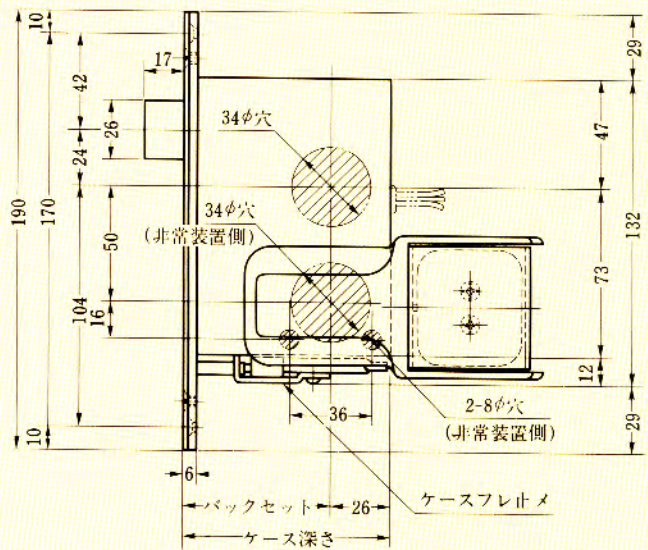 10
29
17
42
34φ穴
26
47
24
190
170
34φ穴
(非常装置側)
132
50
73
104
16
12
36
2-8φ穴
(非常装置側)
10
29
6
バックセット
26
ケースフレ止メ
ケース深さ